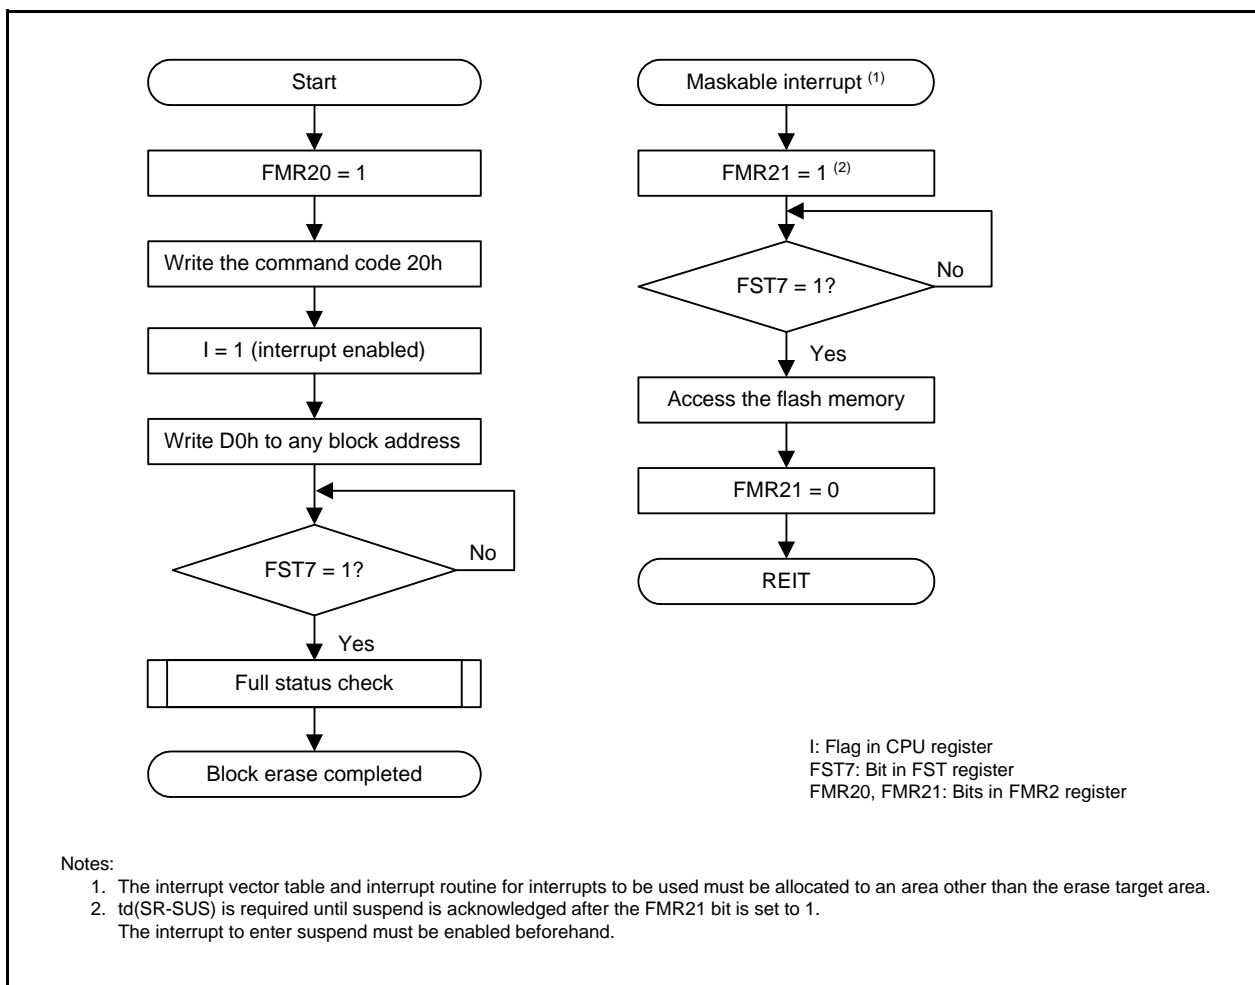 Start
FMR20 = 1
Write the command code 20h
I = 1 (interrupt enabled)
Write D0h to any block address
FST7 = 1?
No
Yes
Full status check
Block erase completed
Maskable interrupt (1)
FMR21 = 1 (2)
FST7 = 1?
No
Yes
Access the flash memory
FMR21 = 0
REIT
I: Flag in CPU register
FST7: Bit in FST register
FMR20, FMR21: Bits in FMR2 register
Notes:
1. The interrupt vector table and interrupt routine for interrupts to be used must be allocated to an area other than the erase target area.
2. td(SR-SUS) is required until suspend is acknowledged after the FMR21 bit is set to 1.
The interrupt to enter suspend must be enabled beforehand.